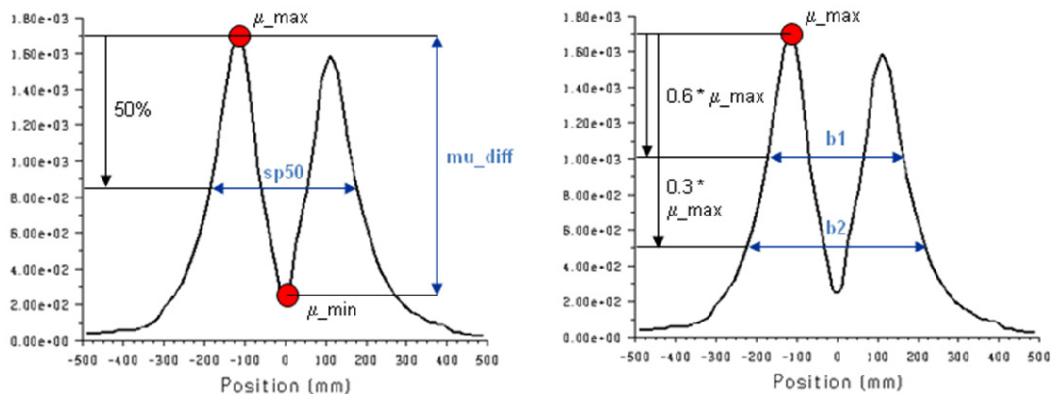 μ_max
1.80e+03
1.60e+03
1.40e+03
1.20e+03
1.00e+03
8.00e+02
6.00e+02
4.00e+02
2.00e+02
0.00e+00
50%
sp50
mu_diff
μ_min
-500 -400 -300 -200 -100 0 100 200 300 400 500
Position (mm)
μ_max
1.80e+03
1.60e+03
1.40e+03
1.20e+03
1.00e+03
8.00e+02
6.00e+02
4.00e+02
2.00e+02
0.00e+00
0.6* μ_max
b1
0.3*
μ_max
b2
-500 -400 -300 -200 -100 0 100 200 300 400 500
Position (mm)